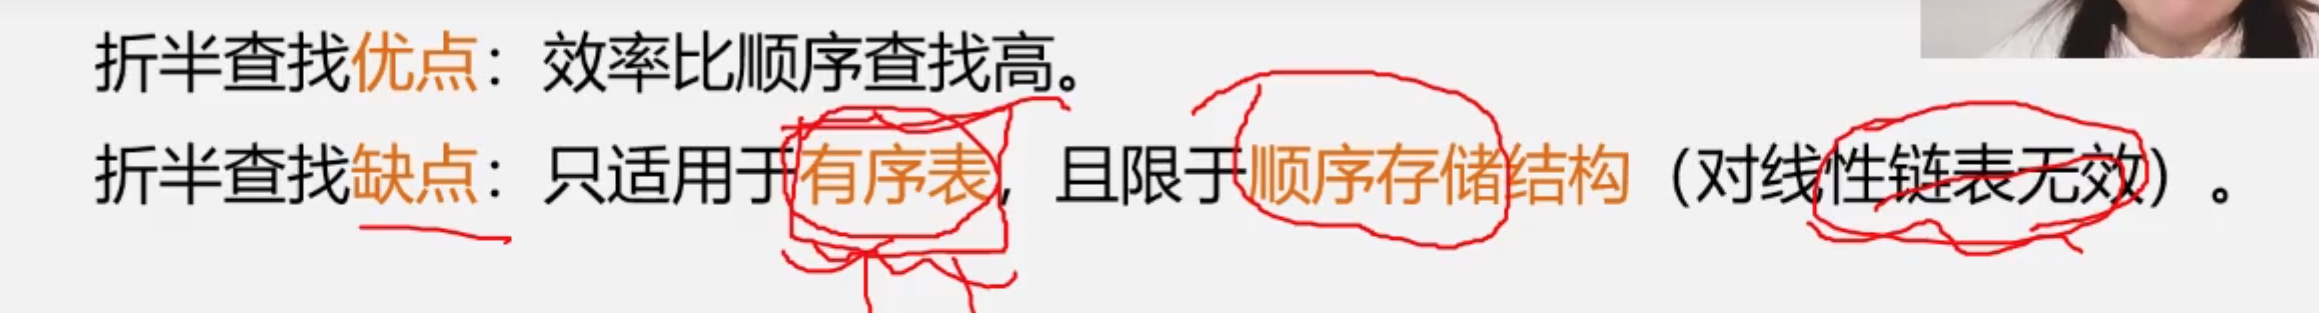 折半查找优点：效率比顺序查找高。
折半查找缺点：只适用于有序表，且限于顺序存储结构（对线性链表无效）。